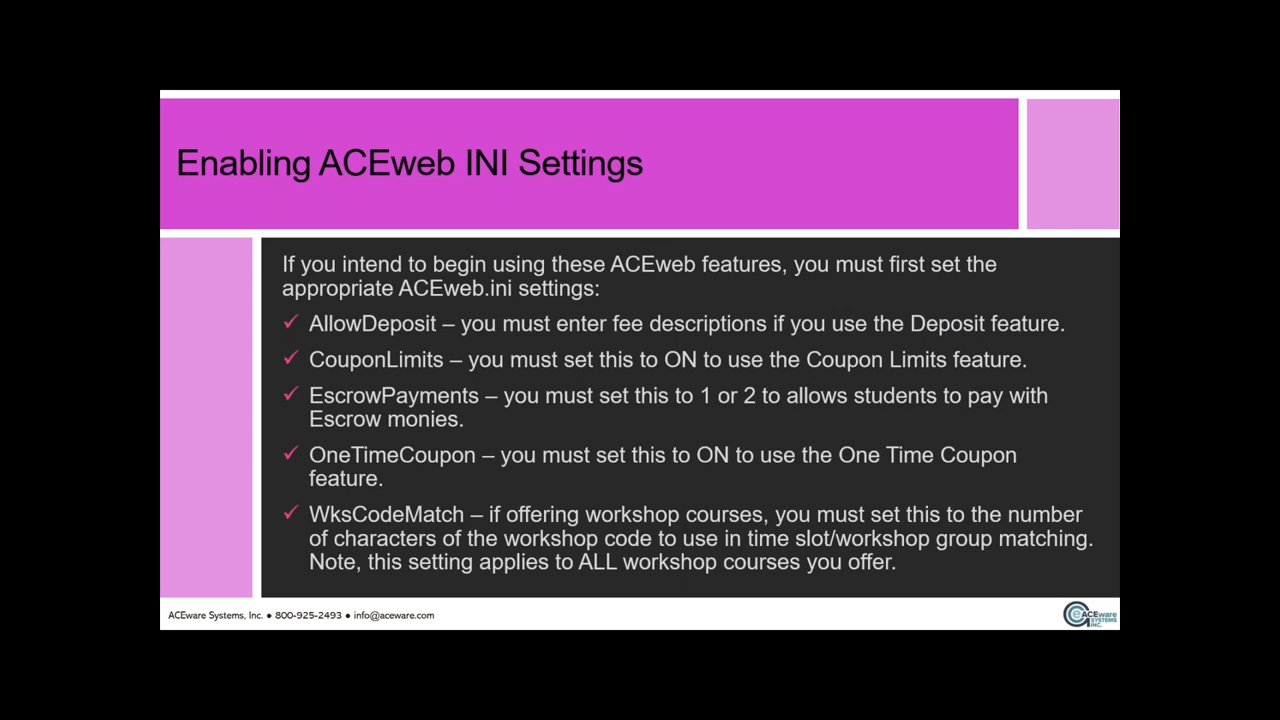 Enabling ACEweb INI Settings
If you intend to begin using these ACEweb features, you must first set the
appropriate ACEweb.ini settings:
✓ AllowDeposit – you must enter fee descriptions if you use the Deposit feature.
✓ CouponLimits – you must set this to ON to use the Coupon Limits feature.
✓ EscrowPayments – you must set this to 1 or 2 to allows students to pay with
Escrow monies.
✓ OneTimeCoupon – you must set this to ON to use the One Time Coupon
feature.
✓ WksCodeMatch – if offering workshop courses, you must set this to the number
of characters of the workshop code to use in time slot/workshop group matching.
Note, this setting applies to ALL workshop courses you offer.
ACEware Systems, Inc. ● 800-925-2493 ● info@aceware.com
ACEware
SYSTEMS
INC.